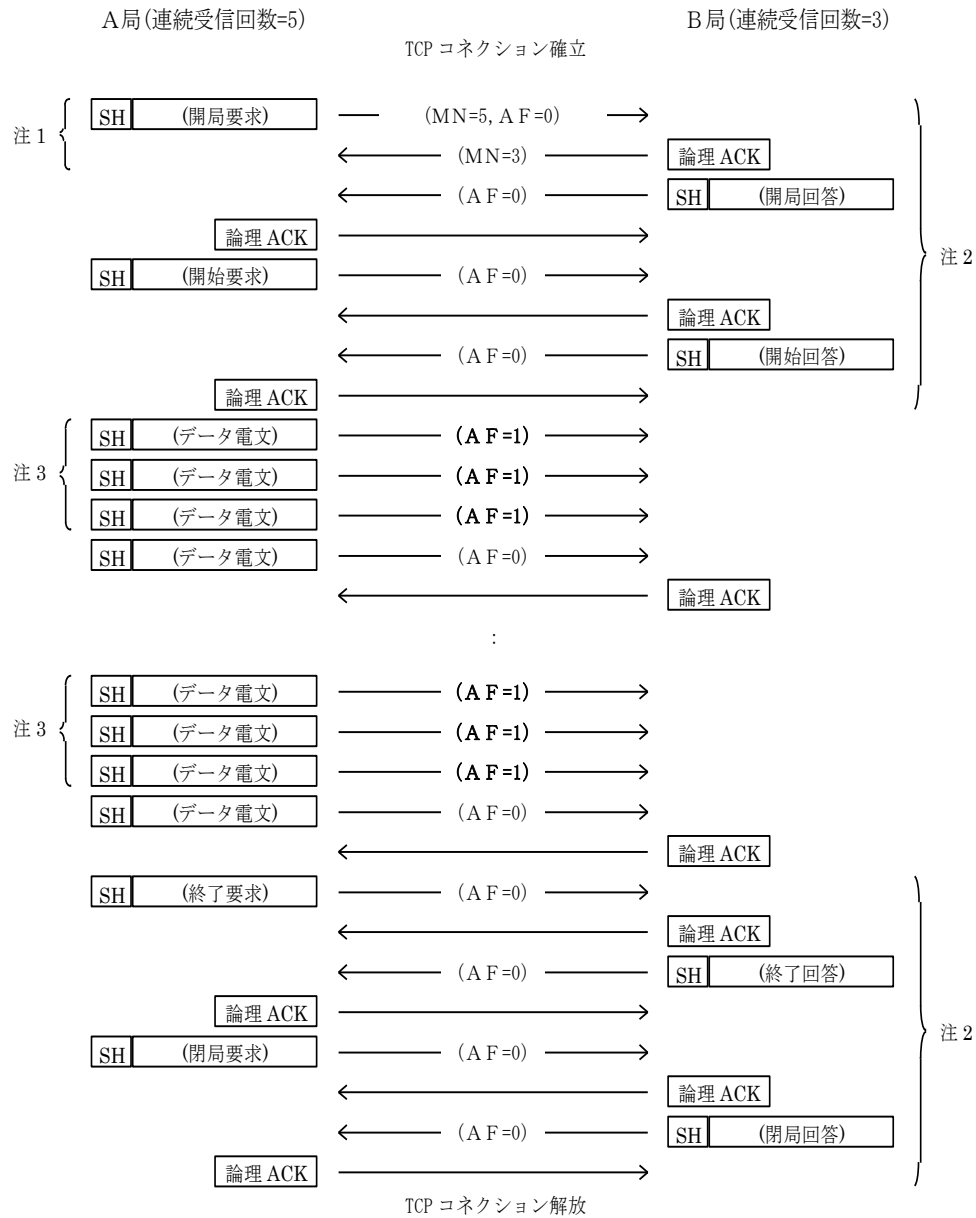 A局(連続受信回数=5) B局(連続受信回数=3)
TCP コネクション確立
注 1
SH (開局要求) (MN=5, AF=0)
(MN=3) 論理 ACK
(AF=0) SH (開局回答)
論理 ACK
SH (開始要求) (AF=0)
注 2
論理 ACK
(AF=0) SH (開始回答)
論理 ACK
SH (データ電文) (AF=1)
注 3 SH (データ電文) (AF=1)
SH (データ電文) (AF=1)
SH (データ電文) (AF=0)
論理 ACK
:
SH (データ電文) (AF=1)
注 3 SH (データ電文) (AF=1)
SH (データ電文) (AF=1)
SH (データ電文) (AF=0)
論理 ACK
SH (終了要求) (AF=0)
論理 ACK
(AF=0) SH (終了回答)
論理 ACK
SH (閉局要求) (AF=0) 注 2
論理 ACK
(AF=0) SH (閉局回答)
論理 ACK
TCP コネクション解放